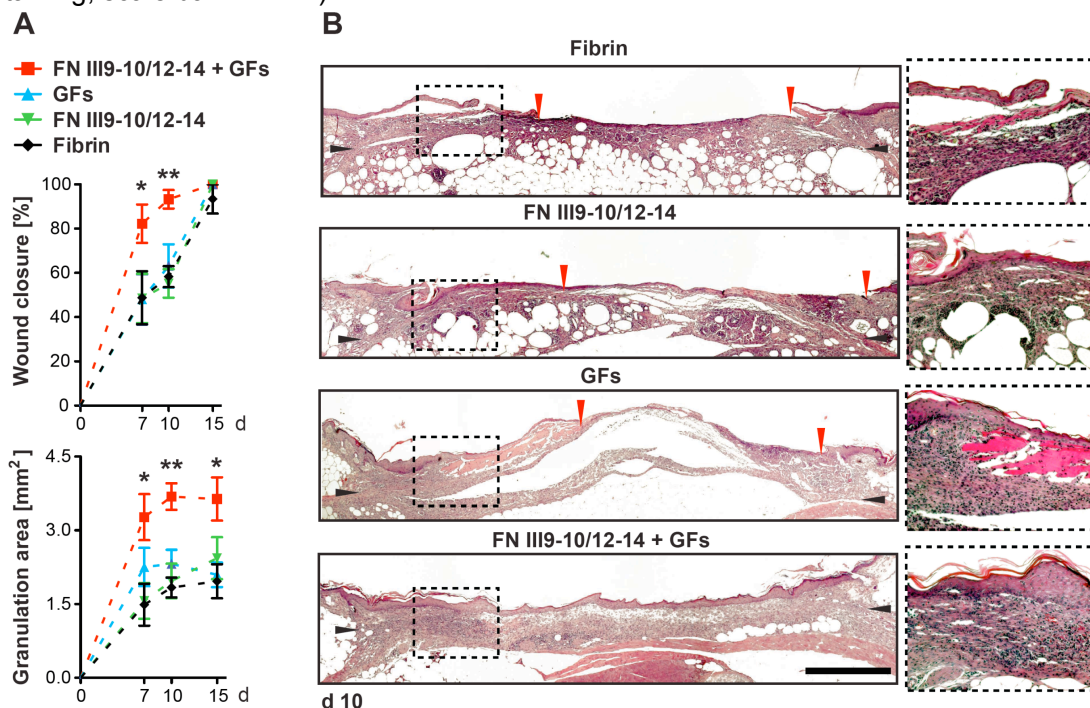 A
FN III9-10/12-14 + GFs
GFs
FN III9-10/12-14
Fibrin
Wound closure [%]
100
80
60
40
20
0
* **
0 7 10 15 d
Granulation area [mm²]
4.5
3.0
1.5
0.0
* ** *
0 7 10 15 d
B
Fibrin
FN III9-10/12-14
GFs
FN III9-10/12-14 + GFs
d 10